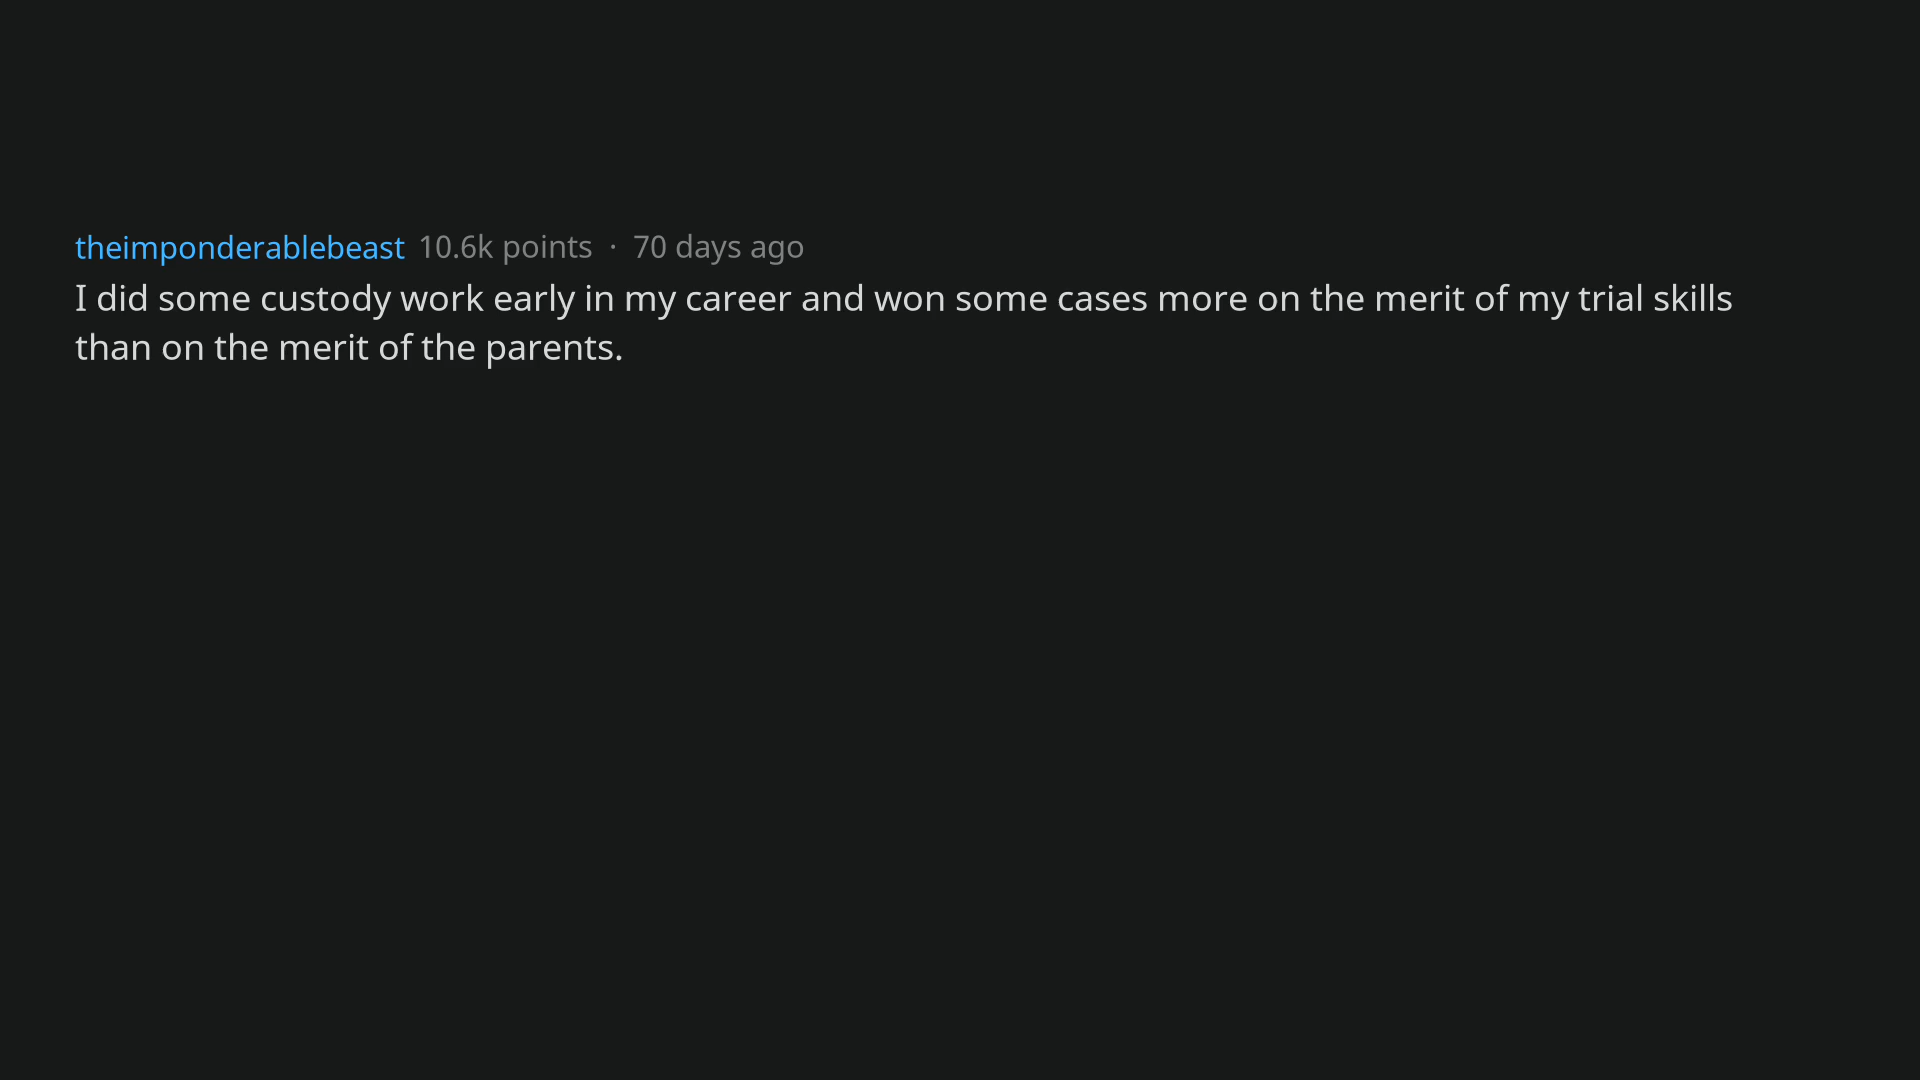 theimponderablebeast 10.6k points · 70 days ago
I did some custody work early in my career and won some cases more on the merit of my trial skills
than on the merit of the parents.